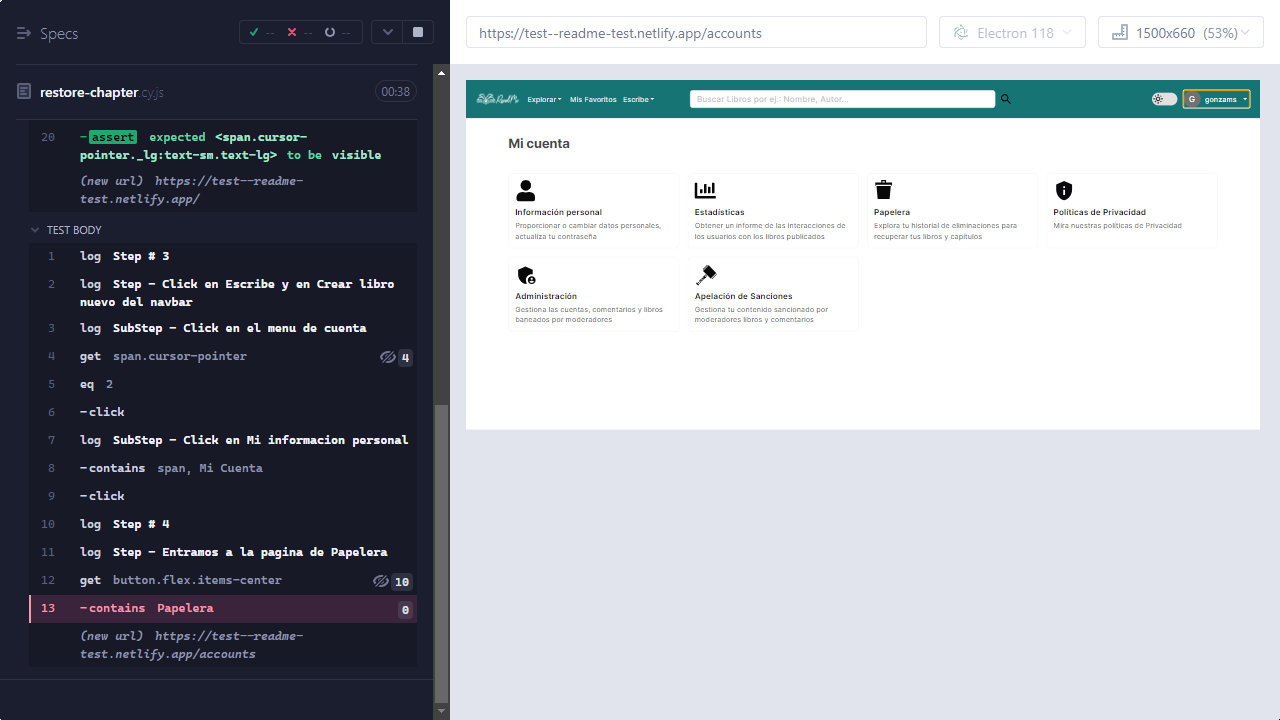 Specs
-- -- --
restore-chapter.cy.js
00:38
20 -assert expected <span.cursor-
pointer._lg:text-sm.text-lg> to be visible
(new url) https://test--readme-
test.netlify.app/
TEST BODY
1 log Step # 3
2 log Step - Click en Escribe y en Crear libro
nuevo del navbar
3 log SubStep - Click en el menu de cuenta
4 get span.cursor-pointer 4
5 eq 2
6 -click
7 log SubStep - Click en Mi informacion personal
8 -contains span, Mi Cuenta
9 -click
10 log Step # 4
11 log Step - Entramos a la pagina de Papelera
12 get button.flex.items-center 10
13 -contains Papelera 0
(new url) https://test--readme-
test.netlify.app/accounts
https://test--readme-test.netlify.app/accounts
Electron 118
1500x660 (53%)
ReadMe Explorar Mis Favoritos Escribe
Buscar Libros por ej.: Nombre, Autor...
G gonzams
Mi cuenta
Información personal
Proporcionar o cambiar datos personales,
actualiza tu contraseña
Estadísticas
Obtener un informe de las interacciones de
los usuarios con los libros publicados
Papelera
Explora tu historial de eliminaciones para
recuperar tus libros y capitulos
Políticas de Privacidad
Mira nuestras políticas de Privacidad
Administración
Gestiona las cuentas, comentarios y libros
baneados por moderadores
Apelación de Sanciones
Gestiona tu contenido sancionado por
moderadores libros y comentarios